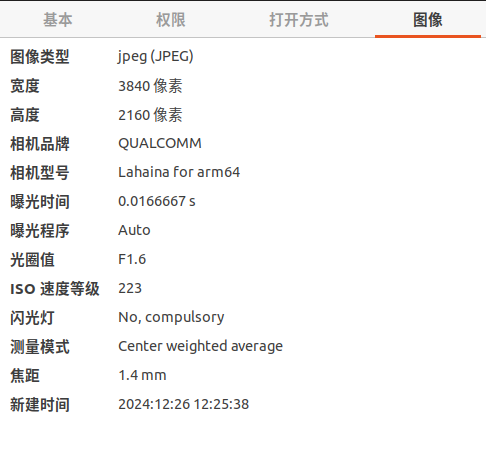 基本 权限 打开方式 图像
图像类型 jpeg (JPEG)
宽度 3840 像素
高度 2160 像素
相机品牌 QUALCOMM
相机型号 Lahaina for arm64
曝光时间 0.0166667 s
曝光程序 Auto
光圈值 F1.6
ISO 速度等级 223
闪光灯 No, compulsory
测量模式 Center weighted average
焦距 1.4 mm
新建时间 2024:12:26 12:25:38